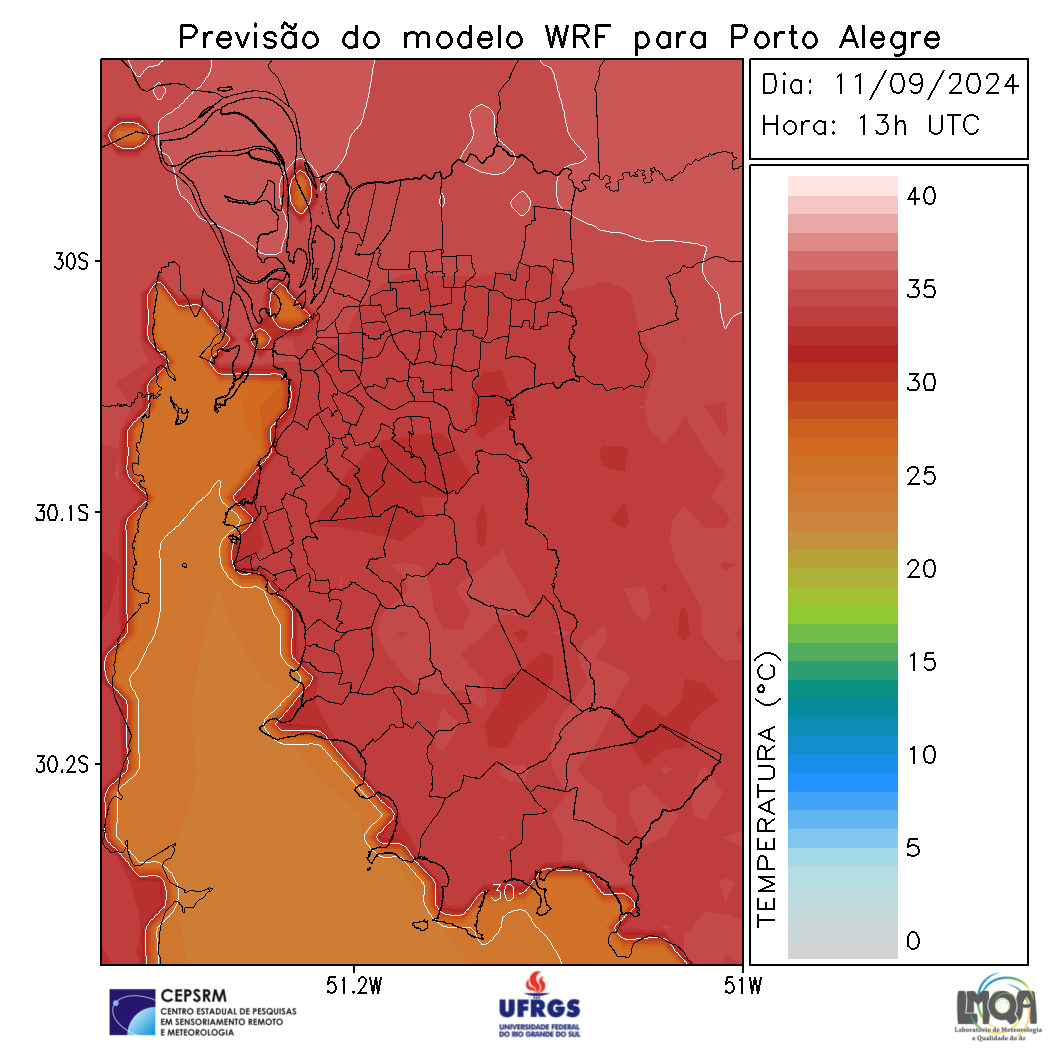 Previsão do modelo WRF para Porto Alegre
Dia: 11/09/2024
Hora: 13h UTC
40
35
30
25
20
15
10
5
0
TEMPERATURA (°C)
30S
30.1S
30.2S
30
51.2W
51W
CEPSRM
CENTRO ESTADUAL DE PESQUISAS
EM SENSORIAMENTO REMOTO
E METEOROLOGIA
UFRGS
UNIVERSIDADE FEDERAL
DO RIO GRANDE DO SUL
LMQA
Laboratório de Meteorologia
e Qualidade do Ar